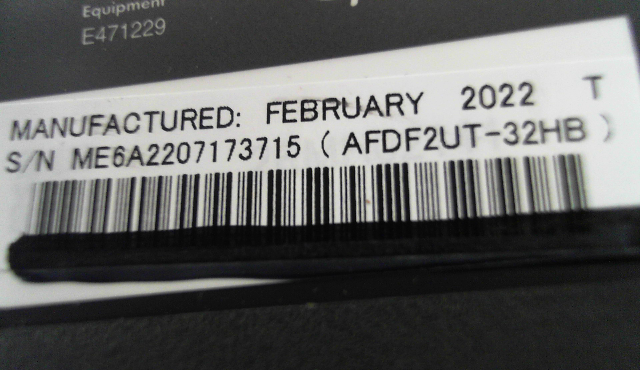 Equipment
E471229
MANUFACTURED: FEBRUARY 2022 T
S/N ME6A2207173715 ( AFDF2UT-32HB )